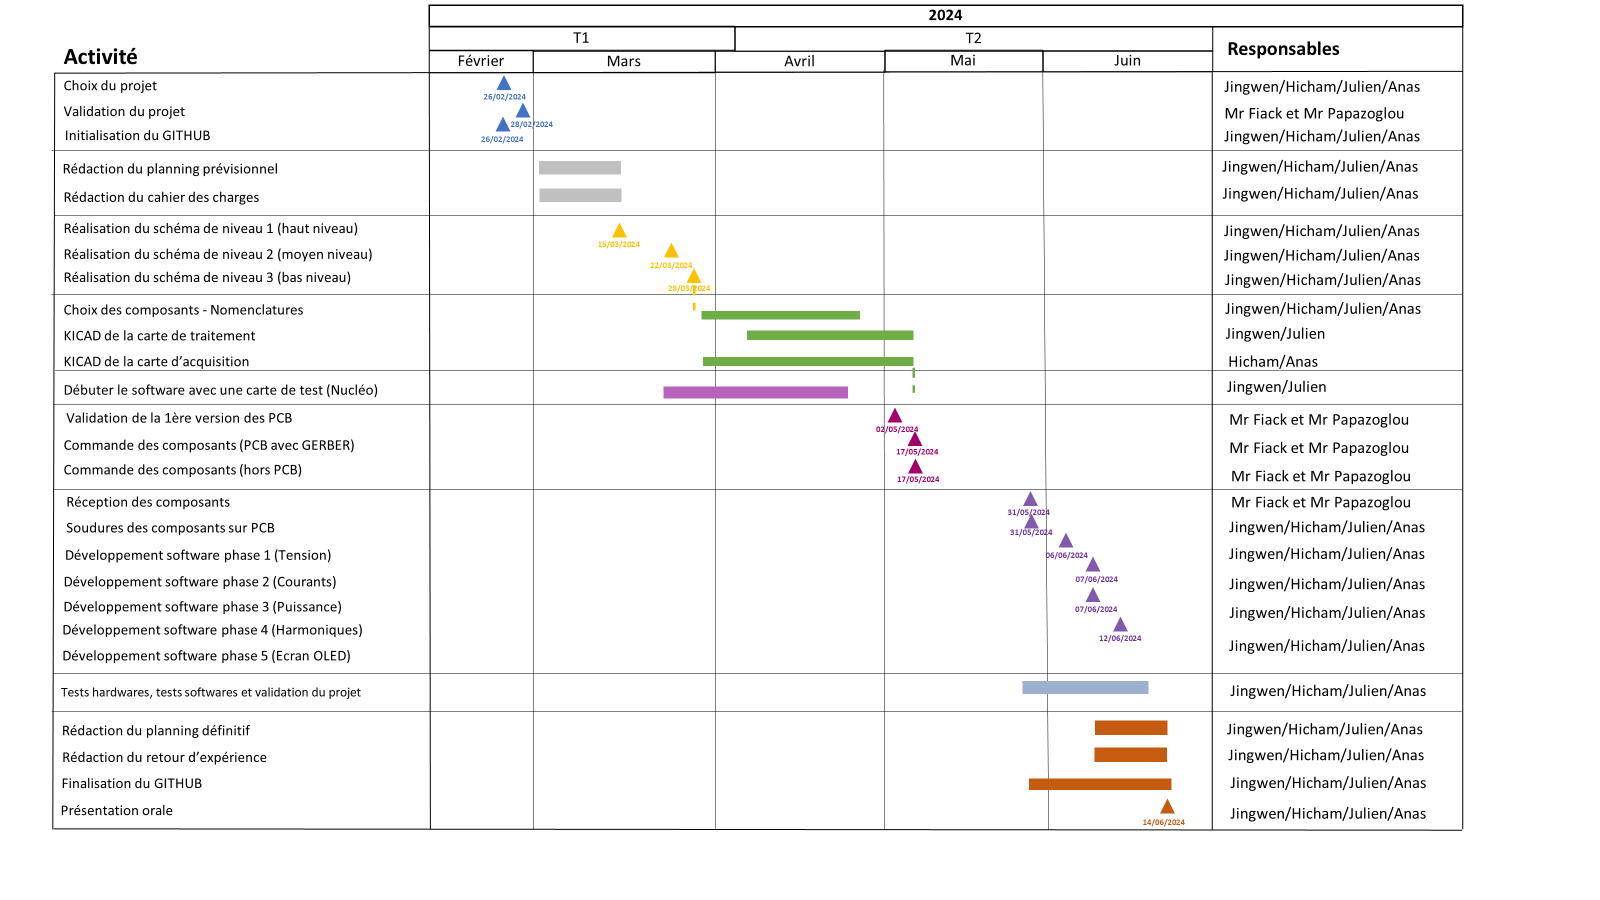 2024
T1
T2
Activité
Responsables
Février
Mars
Avril
Mai
Juin
Choix du projet
26/02/2024
Jingwen/Hicham/Julien/Anas
Validation du projet
28/02/2024
Mr Fiack et Mr Papazoglou
Initialisation du GITHUB
26/02/2024
Jingwen/Hicham/Julien/Anas
Rédaction du planning prévisionnel
Jingwen/Hicham/Julien/Anas
Rédaction du cahier des charges
Jingwen/Hicham/Julien/Anas
Réalisation du schéma de niveau 1 (haut niveau)
15/03/2024
Jingwen/Hicham/Julien/Anas
Réalisation du schéma de niveau 2 (moyen niveau)
22/03/2024
Jingwen/Hicham/Julien/Anas
Réalisation du schéma de niveau 3 (bas niveau)
28/03/2024
Jingwen/Hicham/Julien/Anas
Choix des composants - Nomenclatures
Jingwen/Hicham/Julien/Anas
KICAD de la carte de traitement
Jingwen/Julien
KICAD de la carte d’acquisition
Hicham/Anas
Débuter le software avec une carte de test (Nucléo)
Jingwen/Julien
Validation de la 1ère version des PCB
02/05/2024
Mr Fiack et Mr Papazoglou
Commande des composants (PCB avec GERBER)
17/05/2024
Mr Fiack et Mr Papazoglou
Commande des composants (hors PCB)
17/05/2024
Mr Fiack et Mr Papazoglou
Réception des composants
31/05/2024
Mr Fiack et Mr Papazoglou
Soudures des composants sur PCB
31/05/2024
Jingwen/Hicham/Julien/Anas
Développement software phase 1 (Tension)
06/06/2024
Jingwen/Hicham/Julien/Anas
Développement software phase 2 (Courants)
07/06/2024
Jingwen/Hicham/Julien/Anas
Développement software phase 3 (Puissance)
07/06/2024
Jingwen/Hicham/Julien/Anas
Développement software phase 4 (Harmoniques)
12/06/2024
Jingwen/Hicham/Julien/Anas
Développement software phase 5 (Ecran OLED)
Tests hardwares, tests softwares et validation du projet
Jingwen/Hicham/Julien/Anas
Rédaction du planning définitif
Jingwen/Hicham/Julien/Anas
Rédaction du retour d’expérience
Jingwen/Hicham/Julien/Anas
Finalisation du GITHUB
Jingwen/Hicham/Julien/Anas
Présentation orale
14/06/2024
Jingwen/Hicham/Julien/Anas